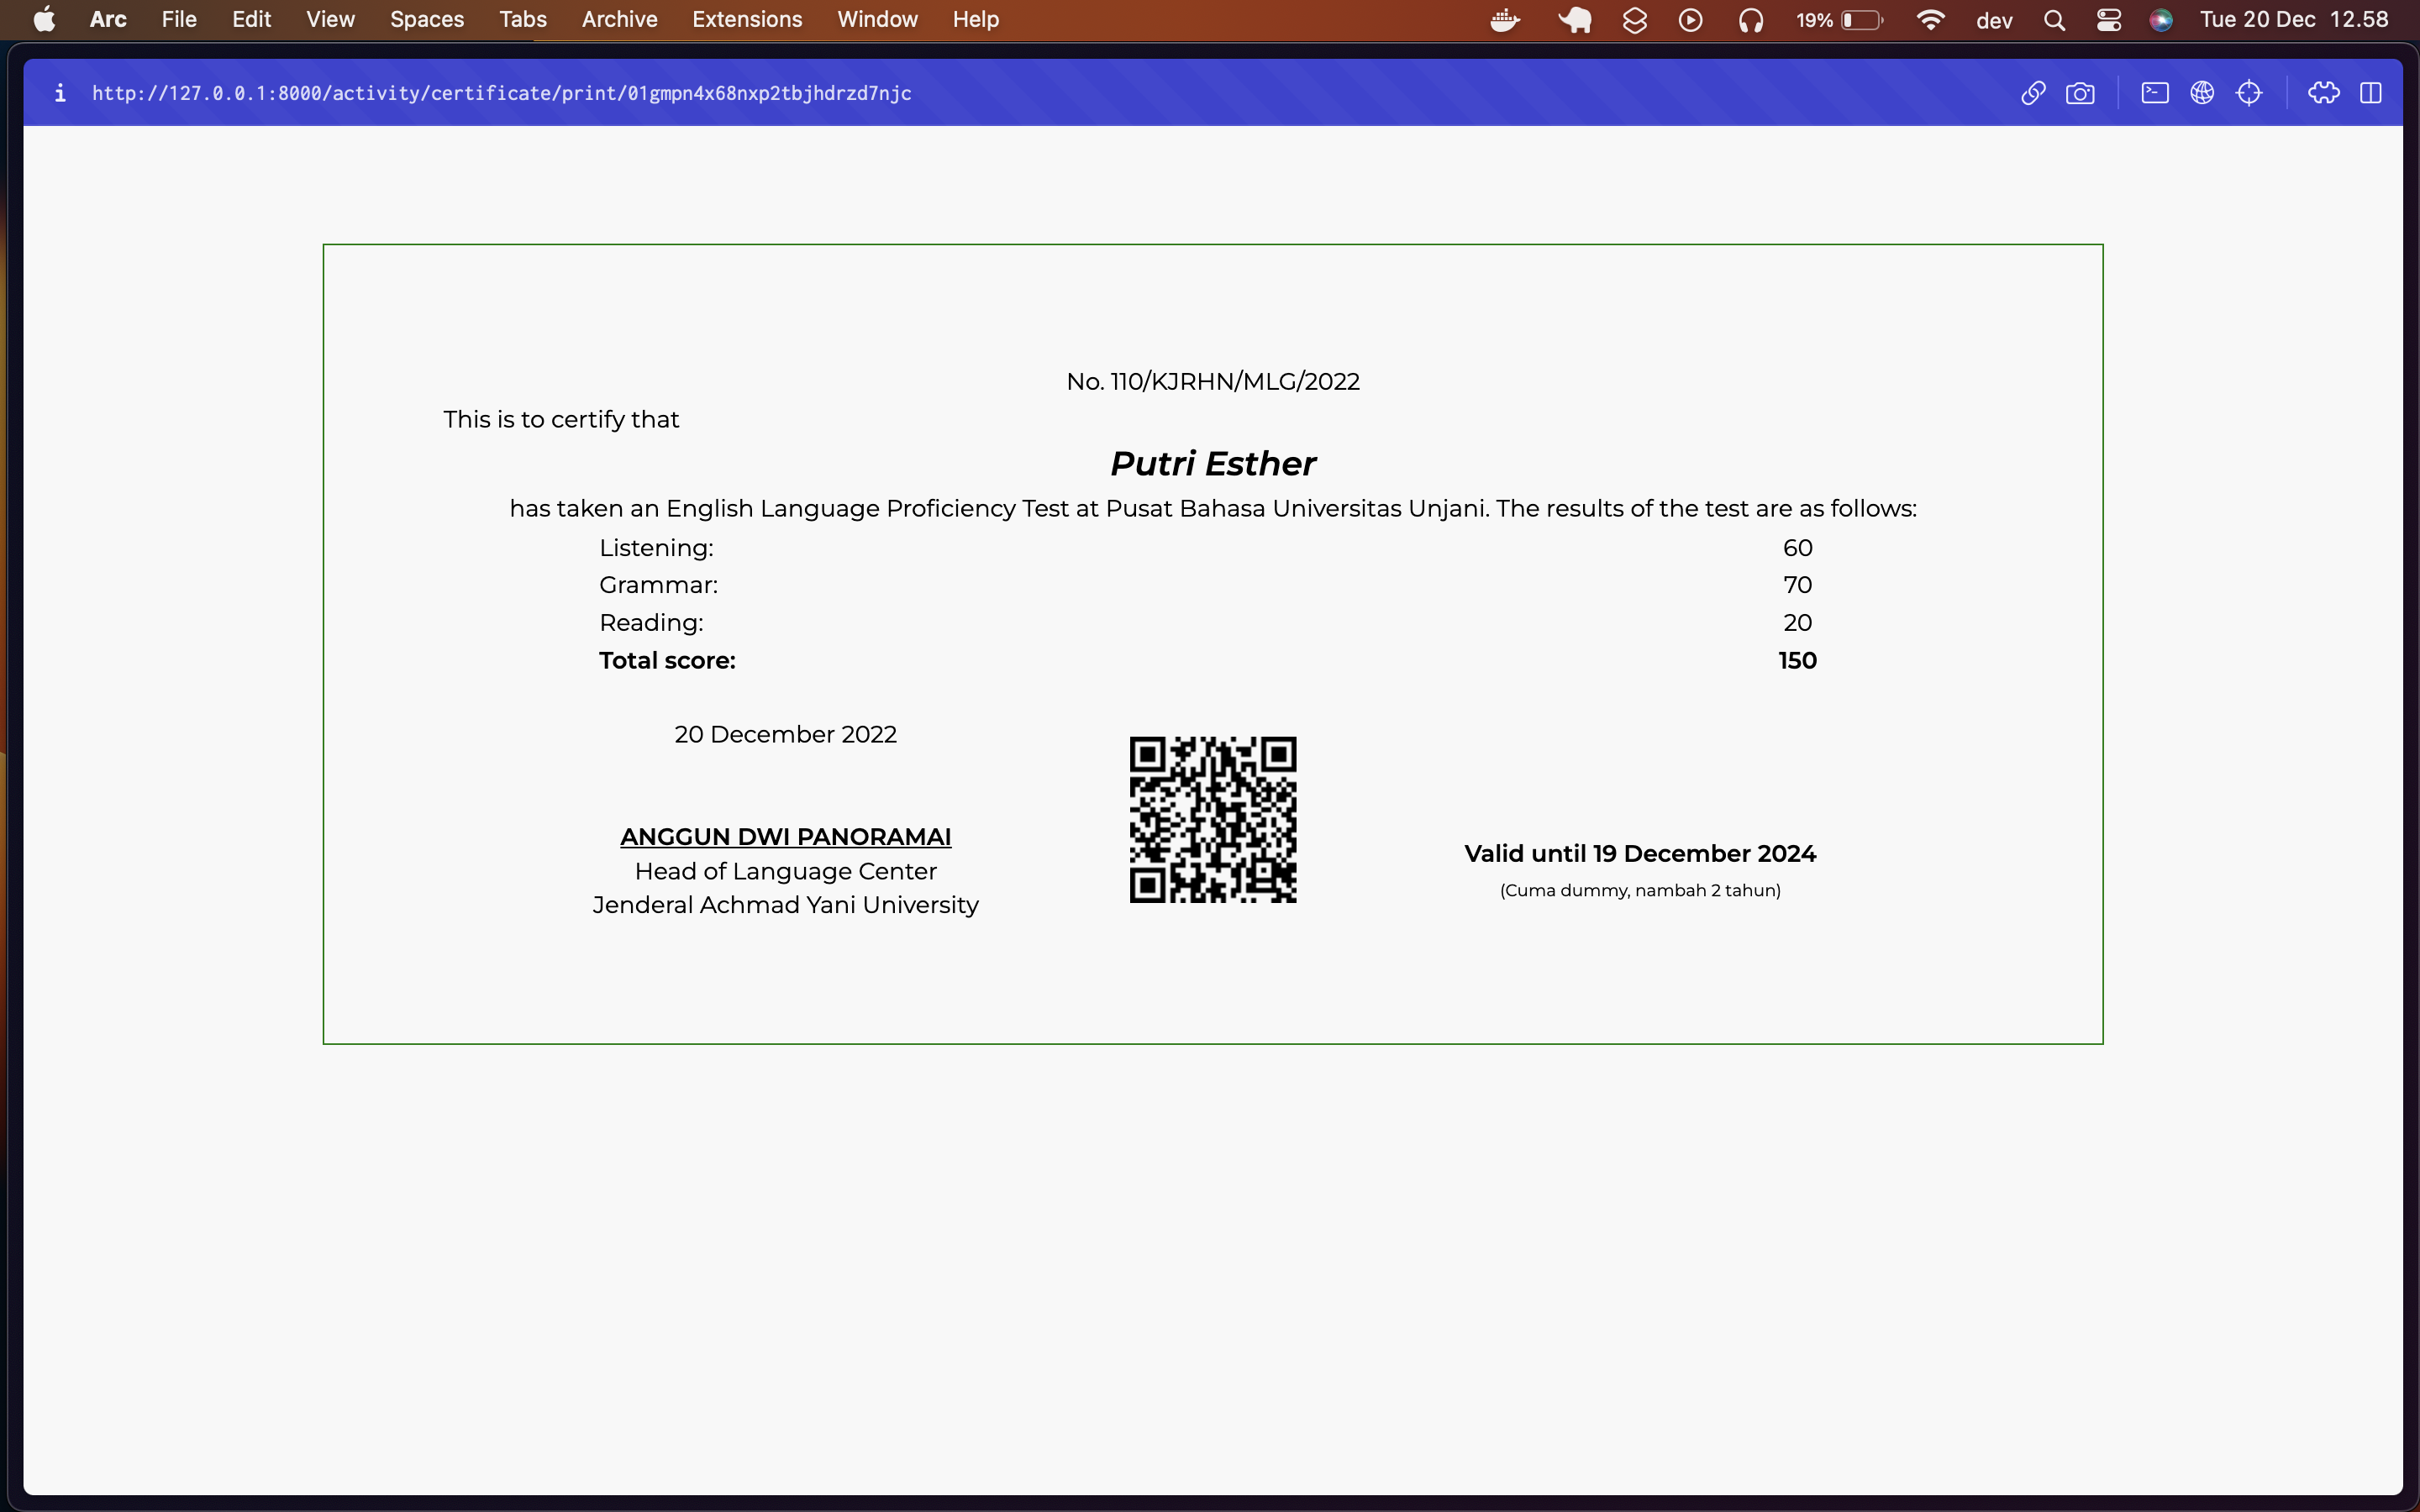 Arc File Edit View Spaces Tabs Archive Extensions Window Help 19% dev Tue 20 Dec 12.58
http://127.0.0.1:8000/activity/certificate/print/01gmpn4x68nxp2tbjhdrzd7njc
No. 110/KJRHN/MLG/2022
This is to certify that
Putri Esther
has taken an English Language Proficiency Test at Pusat Bahasa Universitas Unjani. The results of the test are as follows:
Listening: 60
Grammar: 70
Reading: 20
Total score: 150
20 December 2022
ANGGUN DWI PANORAMAI
Head of Language Center
Jenderal Achmad Yani University
Valid until 19 December 2024
(Cuma dummy, nambah 2 tahun)